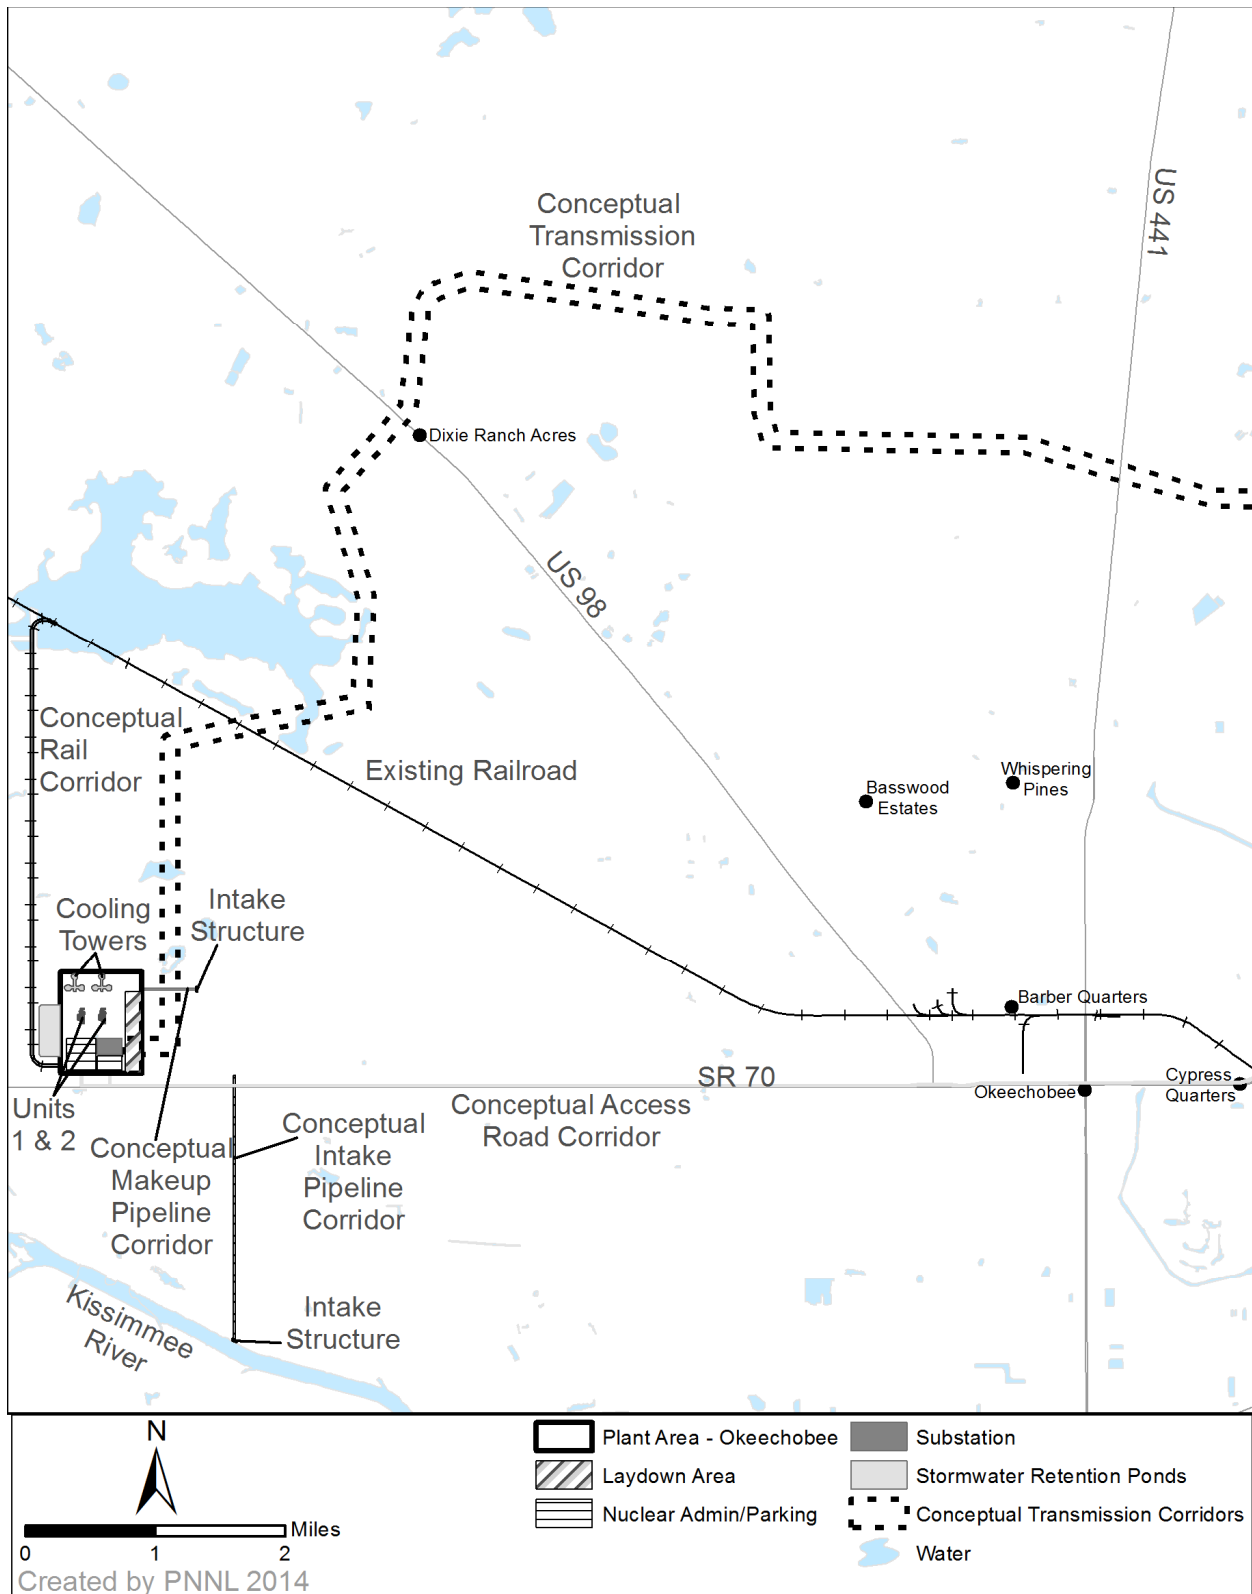 US 441
Conceptual
Transmission
Corridor
Dixie Ranch Acres
US 98
Conceptual
Rail
Corridor
Existing Railroad
Whispering
Pines
Basswood
Estates
Cooling
Towers
Intake
Structure
Barber Quarters
SR 70
Okeechobee
Cypress
Quarters
Units
1 & 2
Conceptual Access
Road Corridor
Conceptual
Makeup
Pipeline
Corridor
Conceptual
Intake
Pipeline
Corridor
Kissimmee
River
Intake
Structure
N
Miles
0 1 2
Created by PNNL 2014
Plant Area - Okeechobee
Laydown Area
Nuclear Admin/Parking
Substation
Stormwater Retention Ponds
Conceptual Transmission Corridors
Water